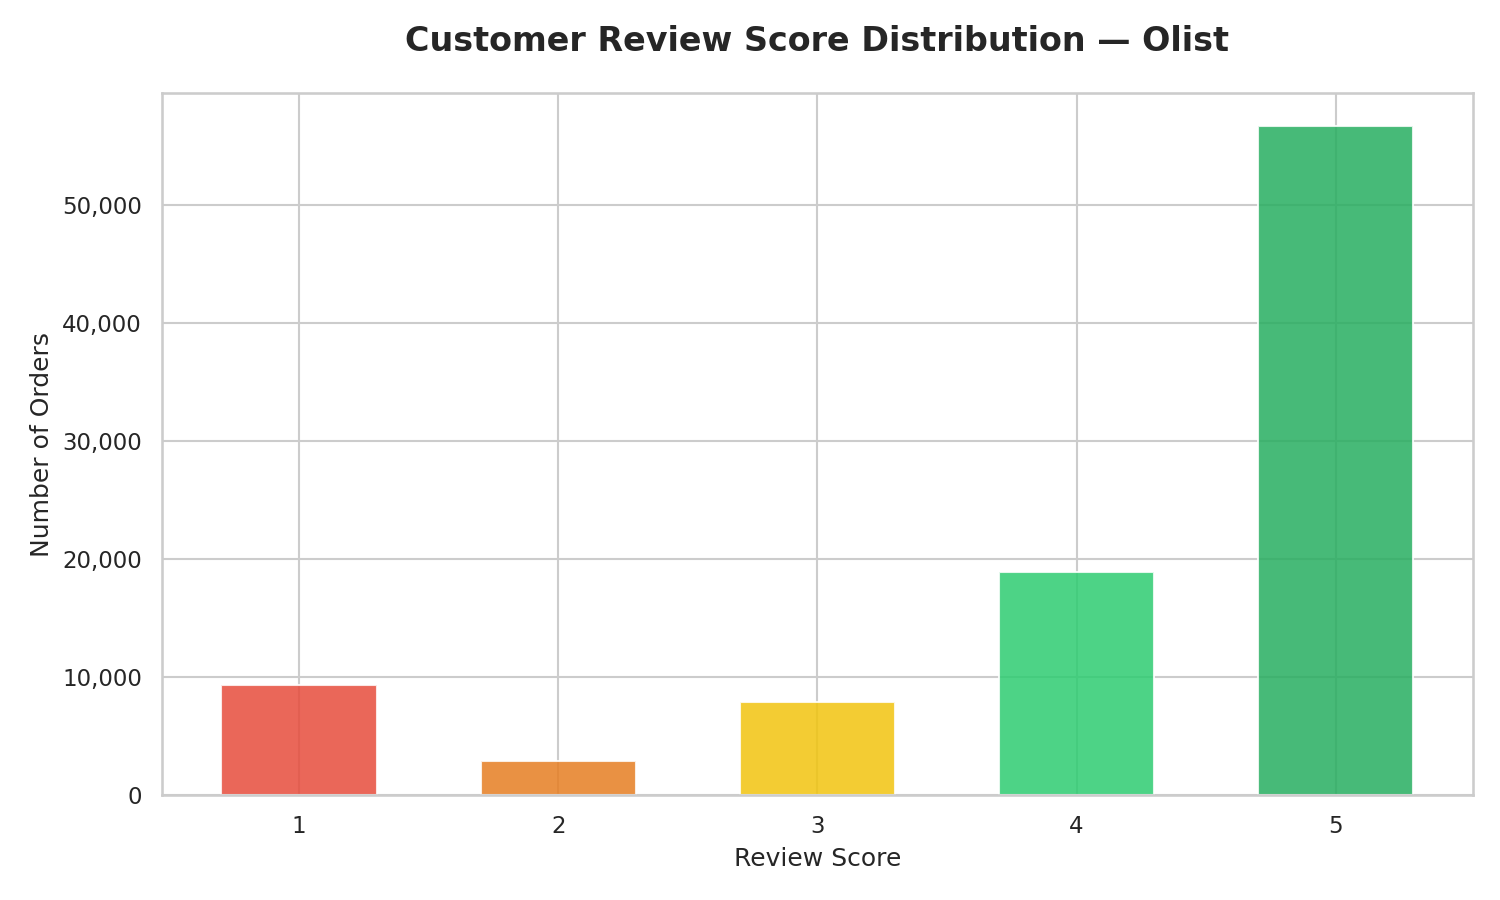 Customer Review Score Distribution — Olist
Number of Orders
50,000
40,000
30,000
20,000
10,000
0
1 2 3 4 5
Review Score